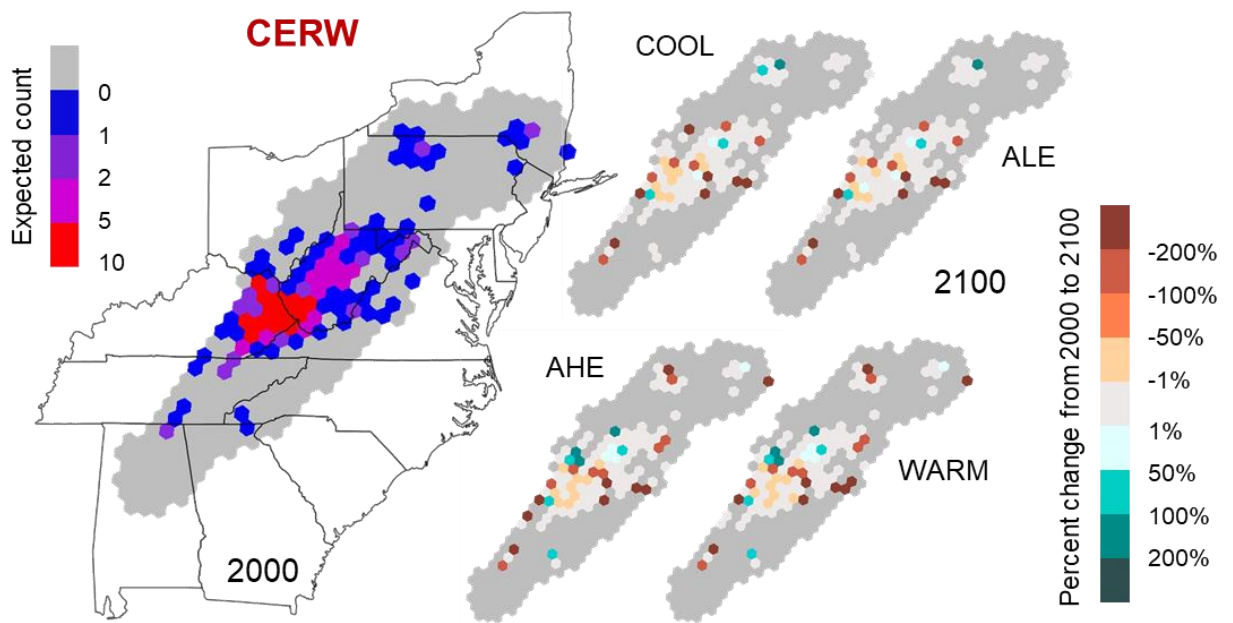 CERW
Expected count
0
1
2
5
10
2000
COOL
ALE
2100
AHE
WARM
Percent change from 2000 to 2100
-200%
-100%
-50%
-1%
1%
50%
100%
200%